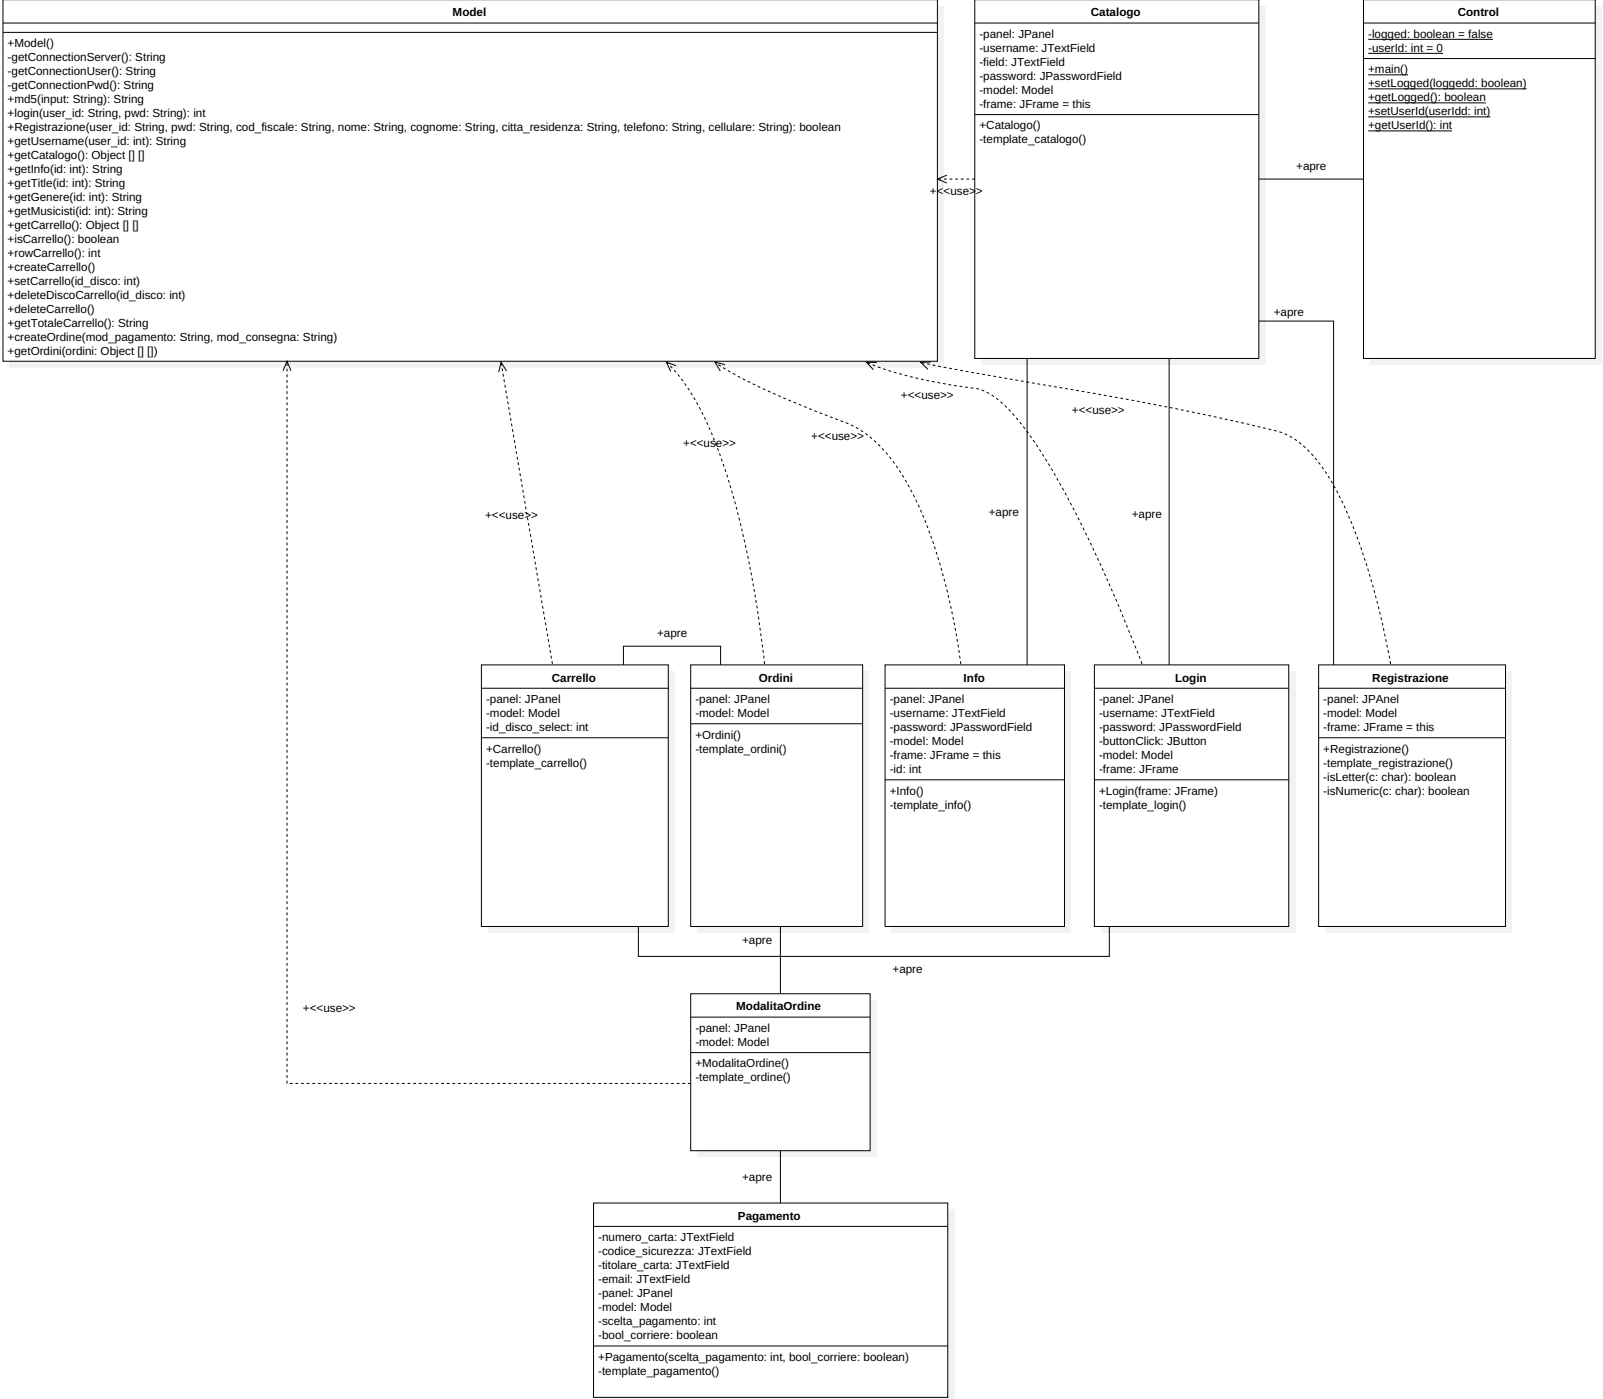 Model
+Model()
-getConnectionServer(): String
-getConnectionUser(): String
-getConnectionPwd(): String
+md5(input: String): String
+login(user_id: String, pwd: String): int
+Registrazione(user_id: String, pwd: String, cod_fiscale: String, nome: String, cognome: String, citta_residenza: String, telefono: String, cellulare: String): boolean
+getUsername(user_id: int): String
+getCatalogo(): Object [] []
+getInfo(id: int): String
+getTitle(id: int): String
+getGenere(id: int): String
+getMusicisti(id: int): String
+getCarrello(): Object [] []
+isCarrello(): boolean
+rowCarrello(): int
+createCarrello()
+setCarrello(id_disco: int)
+deleteDiscoCarrello(id_disco: int)
+deleteCarrello()
+getTotaleCarrello(): String
+createOrdine(mod_pagamento: String, mod_consegna: String)
+getOrdini(ordini: Object [] [])
Catalogo
-panel: JPanel
-username: JTextField
-field: JTextField
-password: JPasswordField
-model: Model
-frame: JFrame = this
+Catalogo()
-template_catalogo()
Control
-logged: boolean = false
-userId: int = 0
+main()
+setLogged(loggedd: boolean)
+getLogged(): boolean
+setUserId(userIdd: int)
+getUserId(): int
+apre
+<<use>>
+apre
+<<use>>
+<<use>>
+<<use>>
+<<use>>
+<<use>>
+apre
+apre
+apre
Carrello
-panel: JPanel
-model: Model
-id_disco_select: int
+Carrello()
-template_carrello()
Ordini
-panel: JPanel
-model: Model
+Ordini()
-template_ordini()
Info
-panel: JPanel
-username: JTextField
-password: JPasswordField
-model: Model
-frame: JFrame = this
-id: int
+Info()
-template_info()
Login
-panel: JPanel
-username: JTextField
-password: JPasswordField
-buttonClick: JButton
-model: Model
-frame: JFrame
+Login(frame: JFrame)
-template_login()
Registrazione
-panel: JPAnel
-model: Model
-frame: JFrame = this
+Registrazione()
-template_registrazione()
-isLetter(c: char): boolean
-isNumeric(c: char): boolean
+apre
+apre
+<<use>>
ModalitaOrdine
-panel: JPanel
-model: Model
+ModalitaOrdine()
-template_ordine()
+apre
Pagamento
-numero_carta: JTextField
-codice_sicurezza: JTextField
-titolare_carta: JTextField
-email: JTextField
-panel: JPanel
-model: Model
-scelta_pagamento: int
-bool_corriere: boolean
+Pagamento(scelta_pagamento: int, bool_corriere: boolean)
-template_pagamento()